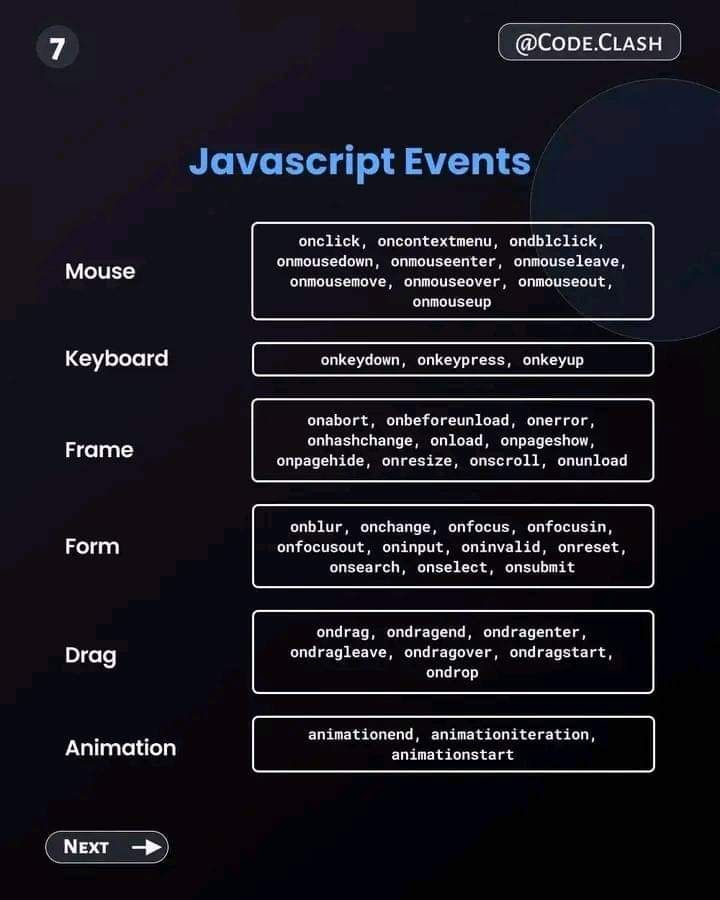 7
@CODE.CLASH
Javascript Events
Mouse
onclick, oncontextmenu, ondblclick,
onmousedown, onmouseenter, onmouseleave,
onmousemove, onmouseover, onmouseout,
onmouseup
Keyboard
onkeydown, onkeypress, onkeyup
Frame
onabort, onbeforeunload, onerror,
onhashchange, onload, onpageshow,
onpagehide, onresize, onscroll, onunload
Form
onblur, onchange, onfocus, onfocusin,
onfocusout, oninput, oninvalid, onreset,
onsearch, onselect, onsubmit
Drag
ondrag, ondragend, ondragenter,
ondragleave, ondragover, ondragstart,
ondrop
Animation
animationend, animationiteration,
animationstart
NEXT